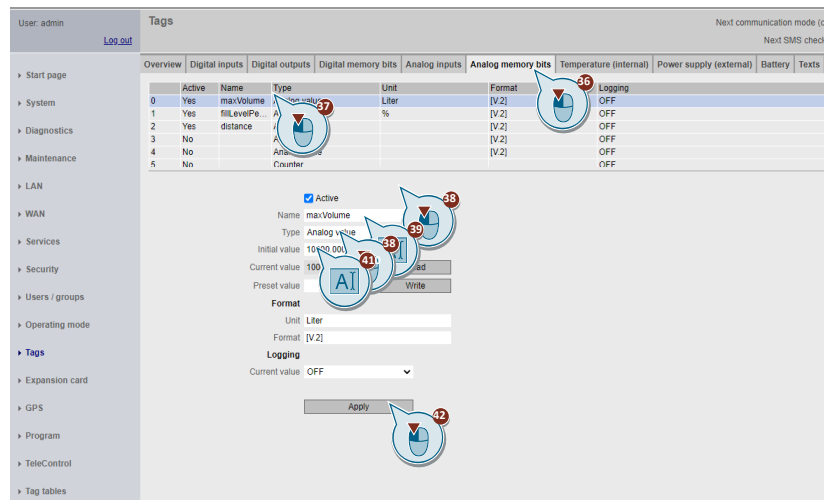 User: admin
Log out
Tags
Next communication mode (c
Next SMS check
Overview Digital inputs Digital outputs Digital memory bits Analog inputs Analog memory bits Temperature (internal) Power supply (external) Battery Texts
Start page
System
Diagnostics
Maintenance
LAN
WAN
Services
Security
Users / groups
Operating mode
Tags
Expansion card
GPS
Program
TeleControl
Tag tables
Active Name Type Unit Format Logging
0 Yes maxVolume Liter [V.2] OFF
1 Yes fillLevelPe... % [V.2] OFF
2 Yes distance [V.2] OFF
3 No [V.2] OFF
4 No [V.2] OFF
5 No Counter OFF
36
37
Active
Name maxVolume
38
Type Analog value
39
Initial value
38
Current value
410
AI
Preset value Write
Format
Unit Liter
Format [V.2]
Logging
Current value OFF
Apply
42